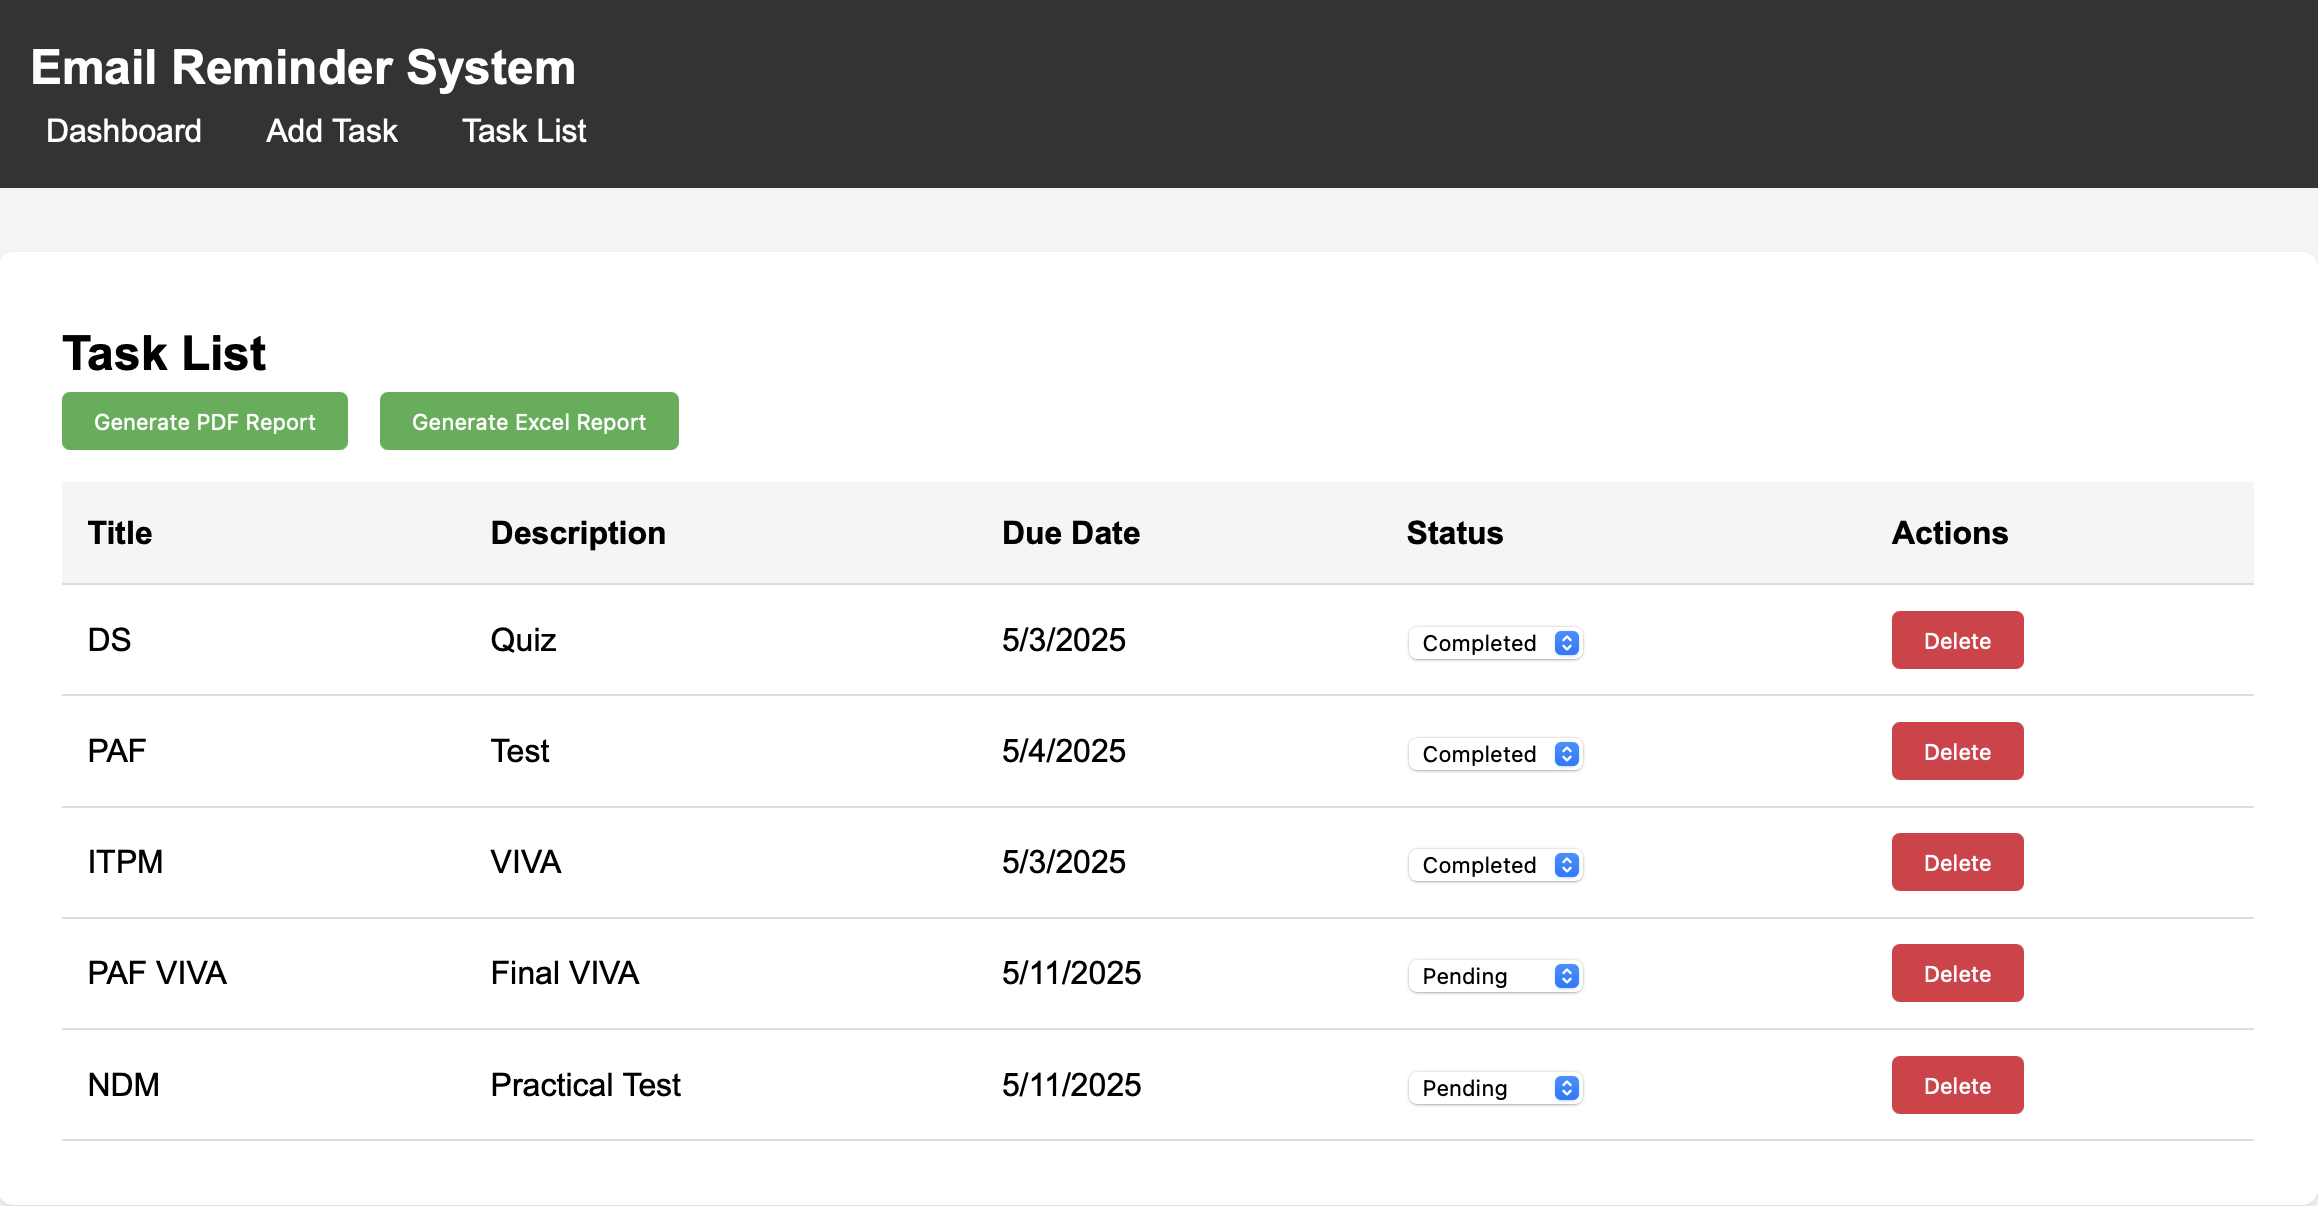 Email Reminder System
Dashboard Add Task Task List
Task List
Generate PDF Report Generate Excel Report
Title Description Due Date Status Actions
DS Quiz 5/3/2025 Completed Delete
PAF Test 5/4/2025 Completed Delete
ITPM VIVA 5/3/2025 Completed Delete
PAF VIVA Final VIVA 5/11/2025 Pending Delete
NDM Practical Test 5/11/2025 Pending Delete